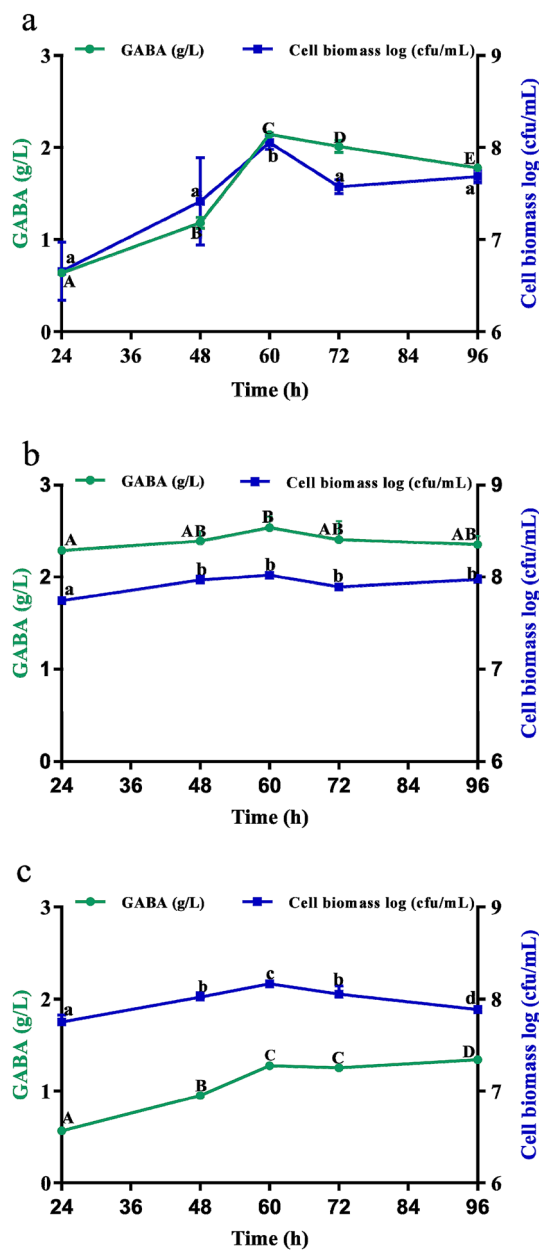 a
GABA (g/L) Cell biomass log (cfu/mL)
3 9
C D E
2 b a a 8
a
B
1 7
a
A
0 6
24 36 48 60 72 84 96
Time (h)
GABA (g/L)
Cell biomass log (cfu/mL)
b
GABA (g/L) Cell biomass log (cfu/mL)
3 9
A AB B AB AB
2 a b b b b 8
1 7
0 6
24 36 48 60 72 84 96
Time (h)
GABA (g/L)
Cell biomass log (cfu/mL)
c
GABA (g/L) Cell biomass log (cfu/mL)
3 9
a b c b d
2 8
A B C C D
1 7
0 6
24 36 48 60 72 84 96
Time (h)
GABA (g/L)
Cell biomass log (cfu/mL)